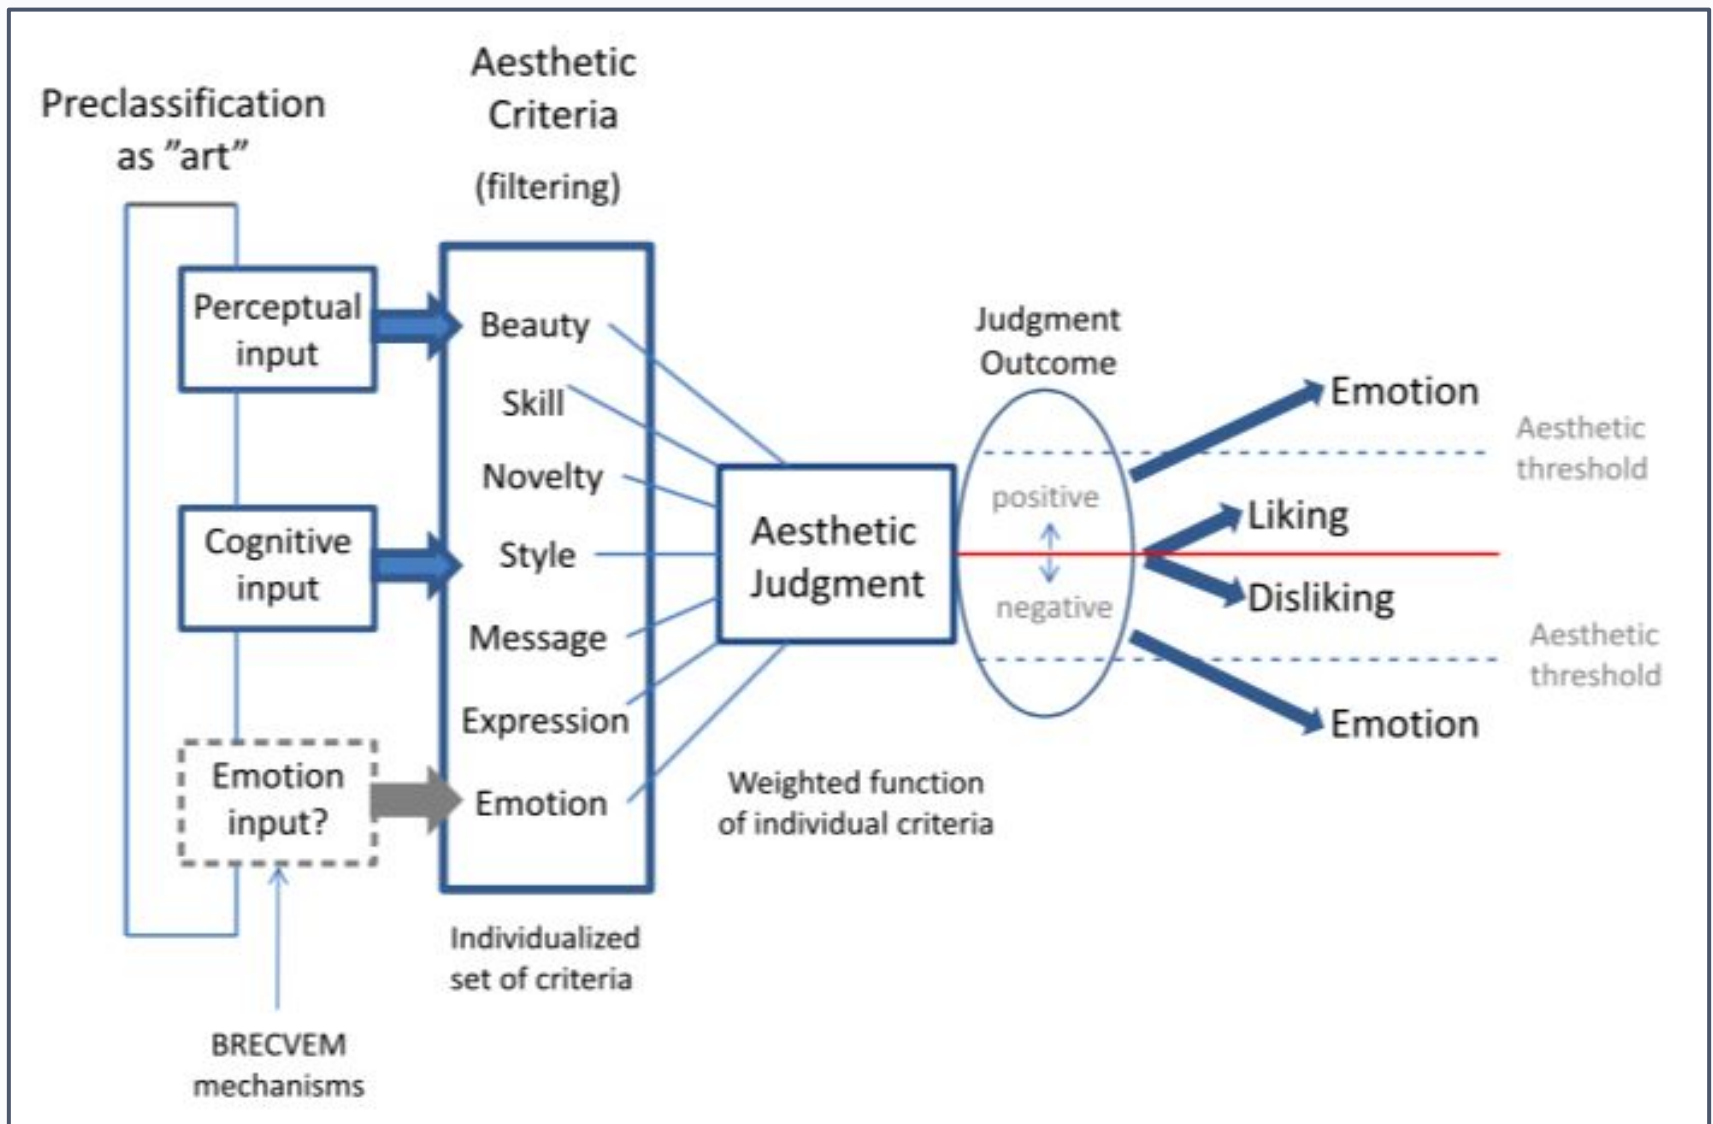 Preclassification
as ”art”
Aesthetic
Criteria
(filtering)
Perceptual
input
Cognitive
input
Emotion
input?
BRECVEM
mechanisms
Beauty
Skill
Novelty
Style
Message
Expression
Emotion
Individualized
set of criteria
Aesthetic
Judgment
Weighted function
of individual criteria
Judgment
Outcome
positive
negative
Emotion
Aesthetic
threshold
Liking
Disliking
Aesthetic
threshold
Emotion